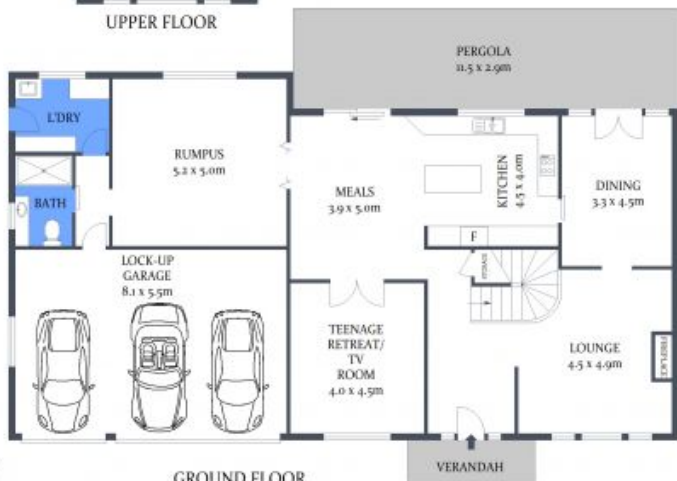 UPPER FLOOR
PERGOLA
11.5 x 2.9m
L'DRY
RUMPUS
5.2 x 5.0m
BATH
MEALS
3.9 x 5.0m
KITCHEN
4.5 x 4.0m
DINING
3.3 x 4.5m
F
STORAGE
LOCK-UP
GARAGE
8.1 x 5.5m
TEENAGE
RETREAT/
TV
ROOM
4.0 x 4.5m
LOUNGE
4.5 x 4.9m
FIREPLACE
VERANDAH
GROUND FLOOR